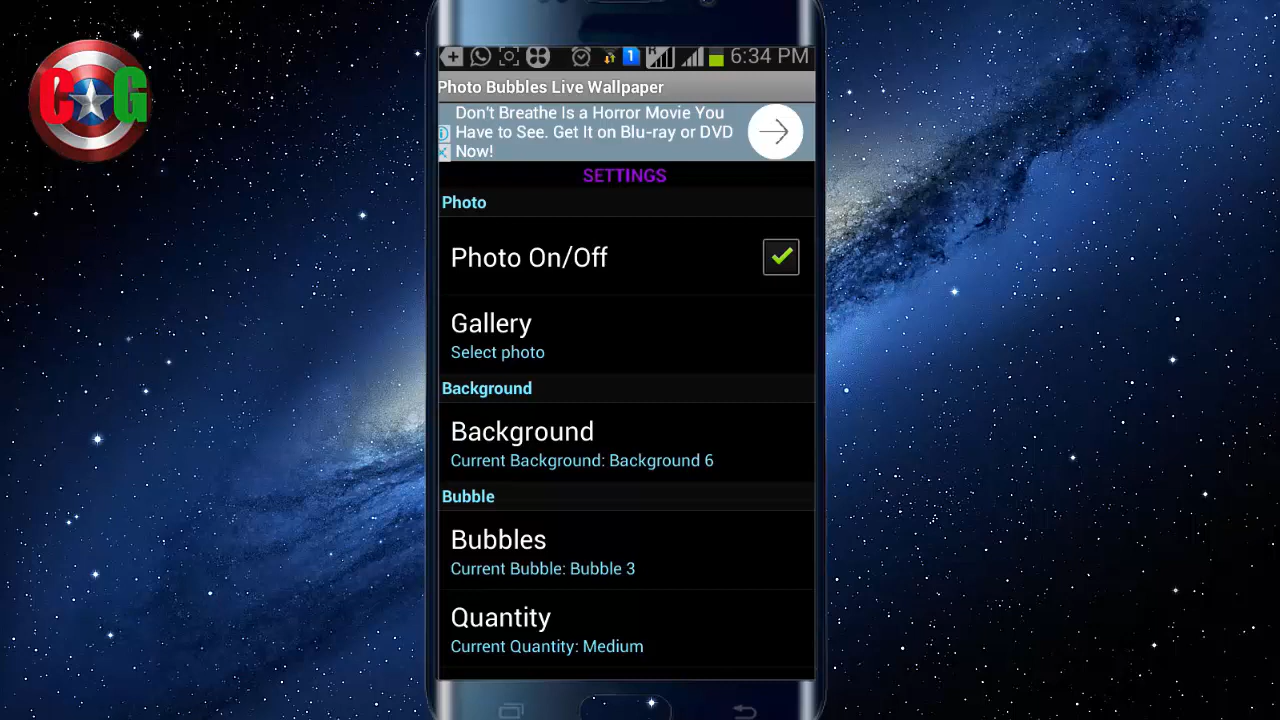 C G
1 6:34 PM
Photo Bubbles Live Wallpaper
Don't Breathe Is a Horror Movie You
Have to See. Get It on Blu-ray or DVD
Now!
SETTINGS
Photo
Photo On/Off
Gallery
Select photo
Background
Background
Current Background: Background 6
Bubble
Bubbles
Current Bubble: Bubble 3
Quantity
Current Quantity: Medium